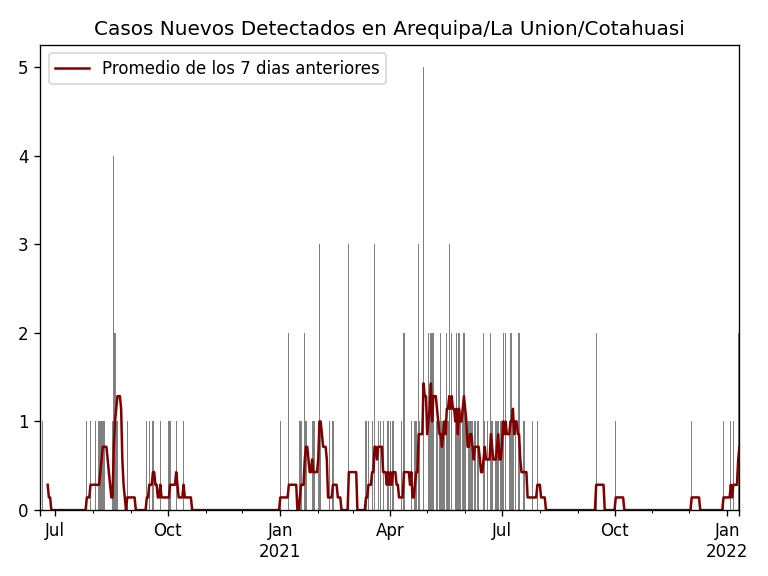 Casos Nuevos Detectados en Arequipa/La Union/Cotahuasi
Promedio de los 7 dias anteriores
5
4
3
2
1
0
Jul Oct Jan Apr Jul Oct Jan
2021 2022